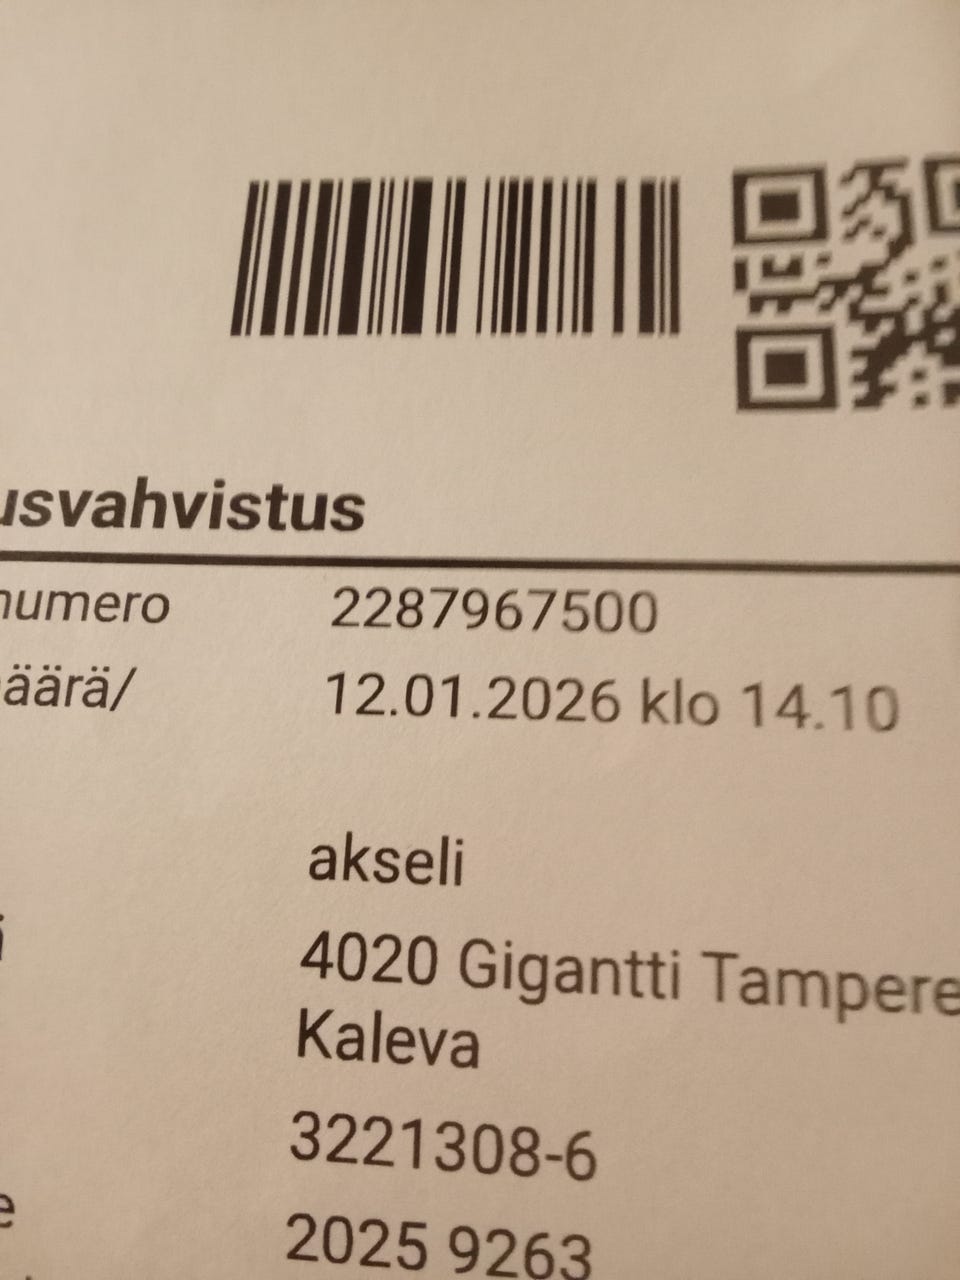 usvahvistus
numero 2287967500
äärä/ 12.01.2026 klo 14.10
akseli
4020 Gigantti Tampere
Kaleva
3221308-6
e 2025 9263